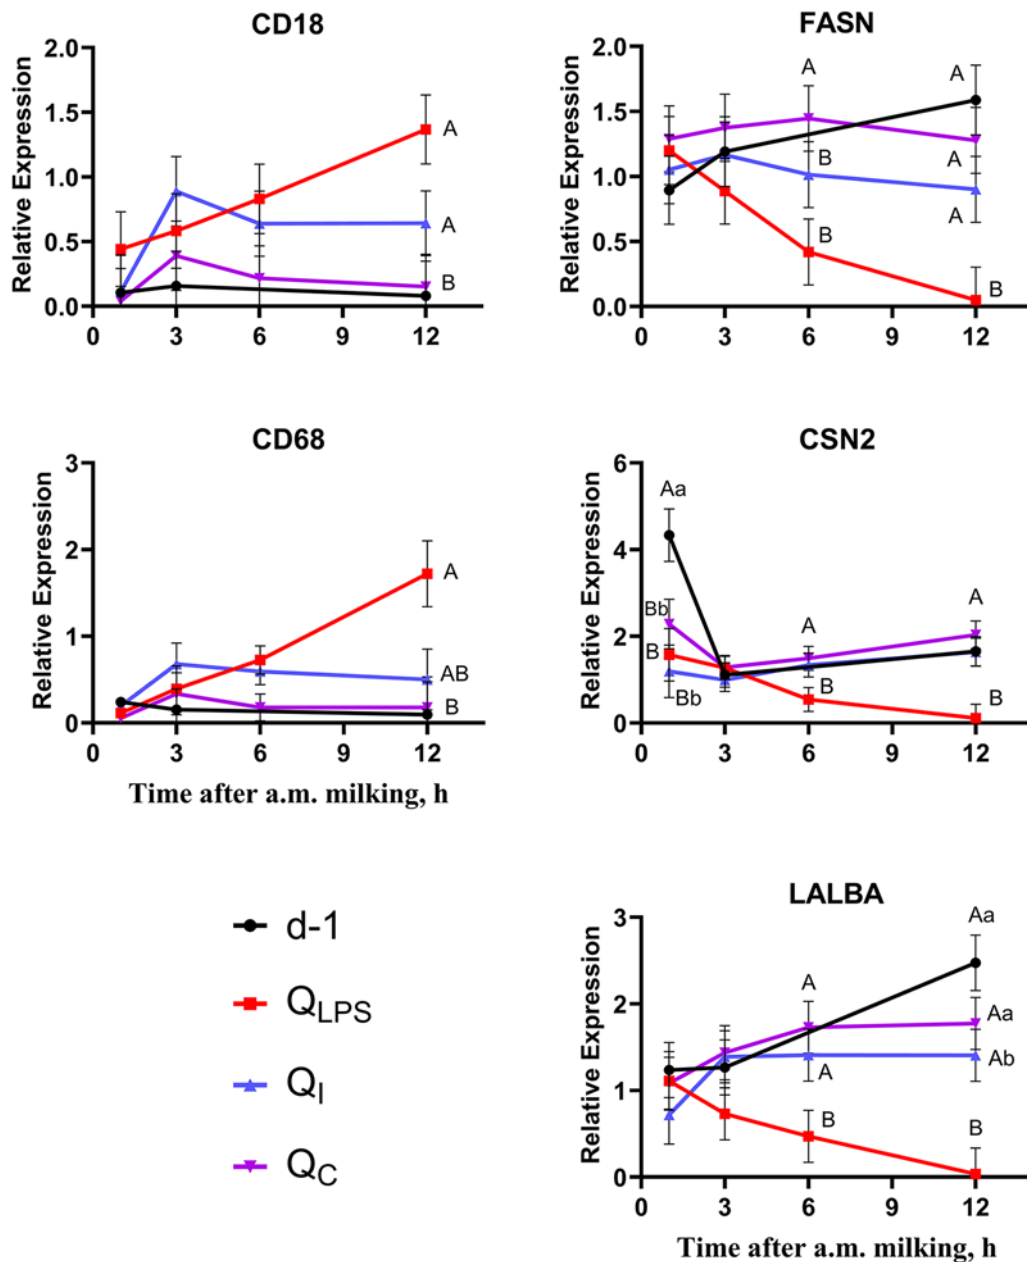 CD18
Relative Expression
2.0
1.5
1.0
0.5
0.0
A
A
B
0 3 6 9 12
FASN
Relative Expression
2.0
1.5
1.0
0.5
0.0
A
A
B
A
B
A
B
0 3 6 9 12
CD68
Relative Expression
3
2
1
0
A
AB
B
0 3 6 9 12
Time after a.m. milking, h
CSN2
Relative Expression
6
4
2
0
Aa
Bb
B
Bb
A
A
B
B
0 3 6 9 12
d-1
QLPS
QI
QC
LALBA
Relative Expression
3
2
1
0
Aa
A
Aa
Ab
A
B
B
0 3 6 9 12
Time after a.m. milking, h